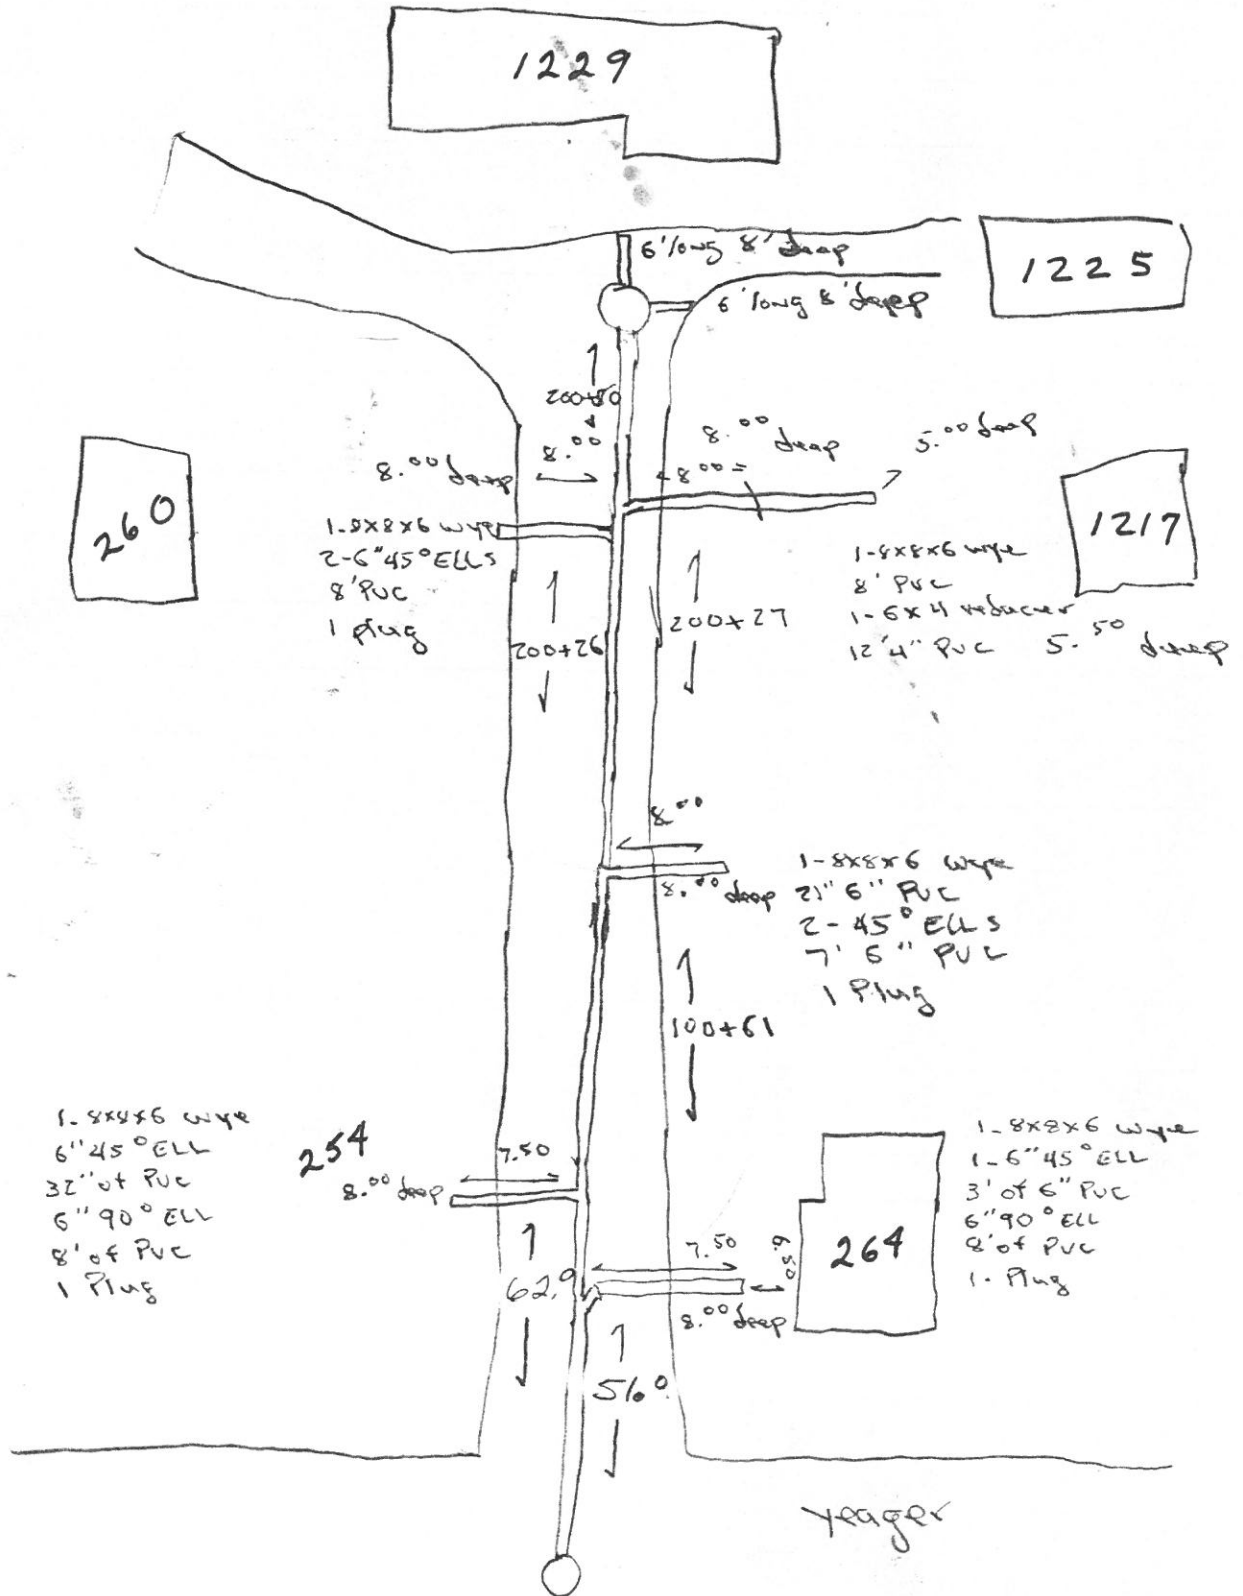 1229
6' long 8' deep
1225
6' long 8' deep
200+80
8.00 deep
8.00
8.00 deep
5.00 deep
8.00
260
1-8x8x6 wye
2-6" 45° ELLS
8' PVC
1 plug
1217
1-8x8x6 wye
8' PVC
1-6x4 reducer
12' 4" PVC
5.50 deep
200+26
200+27
8.00
8.00 deep
1-8x8x6 wye
21" 6" PVC
2-45° ELLS
7' 6" PVC
1 Plug
100+61
1-8x8x6 wye
6" 45° ELL
32" of PVC
6" 90° ELL
8' of PVC
1 Plug
254
7.50
8.00 deep
1-8x8x6 wye
1-6" 45° ELL
3' of 6" PVC
6" 90° ELL
8' of PVC
1- Plug
7.50
6.50
264
8.00 deep
62.9
56.0
Yeager